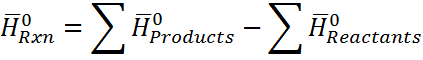 H̅⁰_Rxn = ∑ H̅⁰_Products − ∑ H̅⁰_Reactants